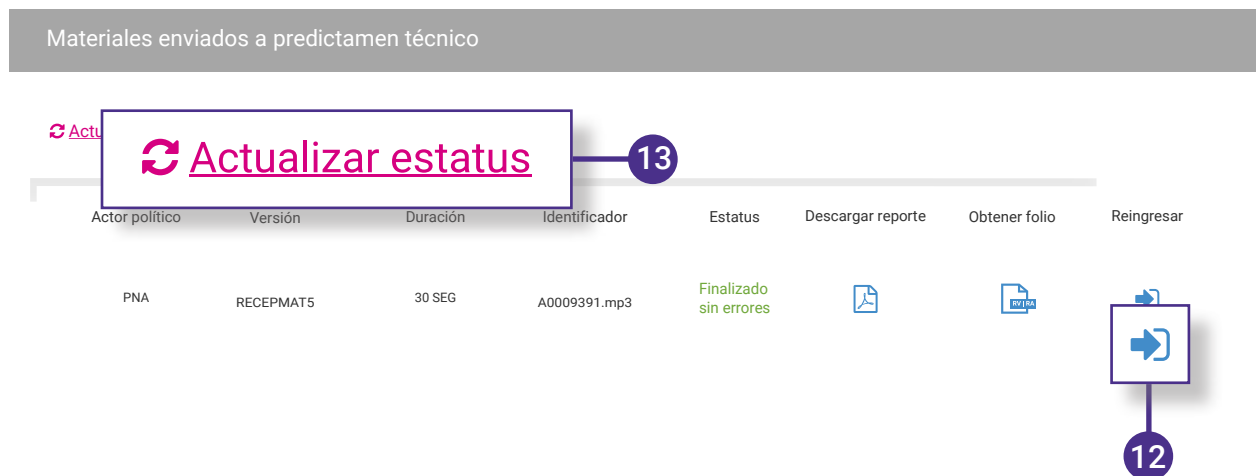 Materiales enviados a predictamen técnico
Actu
Actualizar estatus
13
Actor político Versión Duración Identificador Estatus Descargar reporte Obtener folio Reingresar
PNA RECEPMAT5 30 SEG A0009391.mp3 Finalizado
sin errores
RV | RA
12